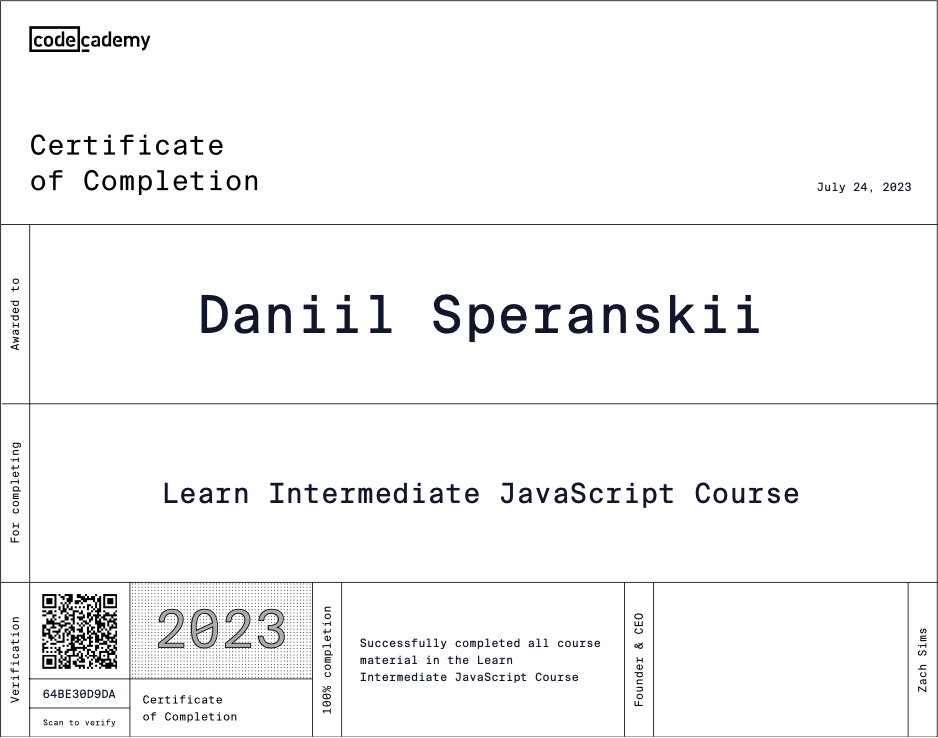 codecademy
Certificate
of Completion
July 24, 2023
Awarded to
Daniil Speranskii
For completing
Learn Intermediate JavaScript Course
Verification
64BE30D9DA
Scan to verify
2023
Certificate
of Completion
100% completion
Successfully completed all course
material in the Learn
Intermediate JavaScript Course
Founder & CEO
Zach Sims